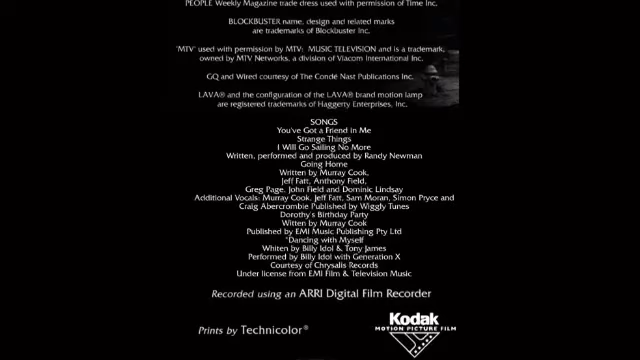 PEOPLE Weekly Magazine trade dress used with permission of Time Inc.
BLOCKBUSTER name, design and related marks
are trademarks of Blockbuster Inc.
'MTV' used with permission by MTV: MUSIC TELEVISION and is a trademark,
owned by MTV Networks, a division of Viacom International Inc.
GQ and Wired courtesy of The Condé Nast Publications Inc.
LAVA® and the configuration of the LAVA® brand motion lamp
are registered trademarks of Haggerty Enterprises, Inc.
SONGS
You've Got a Friend in Me
Strange Things
I Will Go Sailing No More
Written, performed and produced by Randy Newman
Going Home
Written by Murray Cook,
Jeff Fatt, Anthony Field,
Greg Page, John Field and Dominic Lindsay
Additional Vocals: Murray Cook, Jeff Fatt, Sam Moran, Simon Pryce and
Craig Abercrombie Published by Wiggly Tunes
Dorothy's Birthday Party
Witten by Murray Cook
Published by EMI Music Publishing Pty Ltd
"Dancing with Myself
Whiten by Billy Idol & Tony James
Performed by Billy Idol with Generation X
Courtesy of Chrysalis Records
Under license from EMI Film & Television Music
Recorded using an ARRI Digital Film Recorder
Prints by Technicolor®
Kodak
MOTION PICTURE FILM